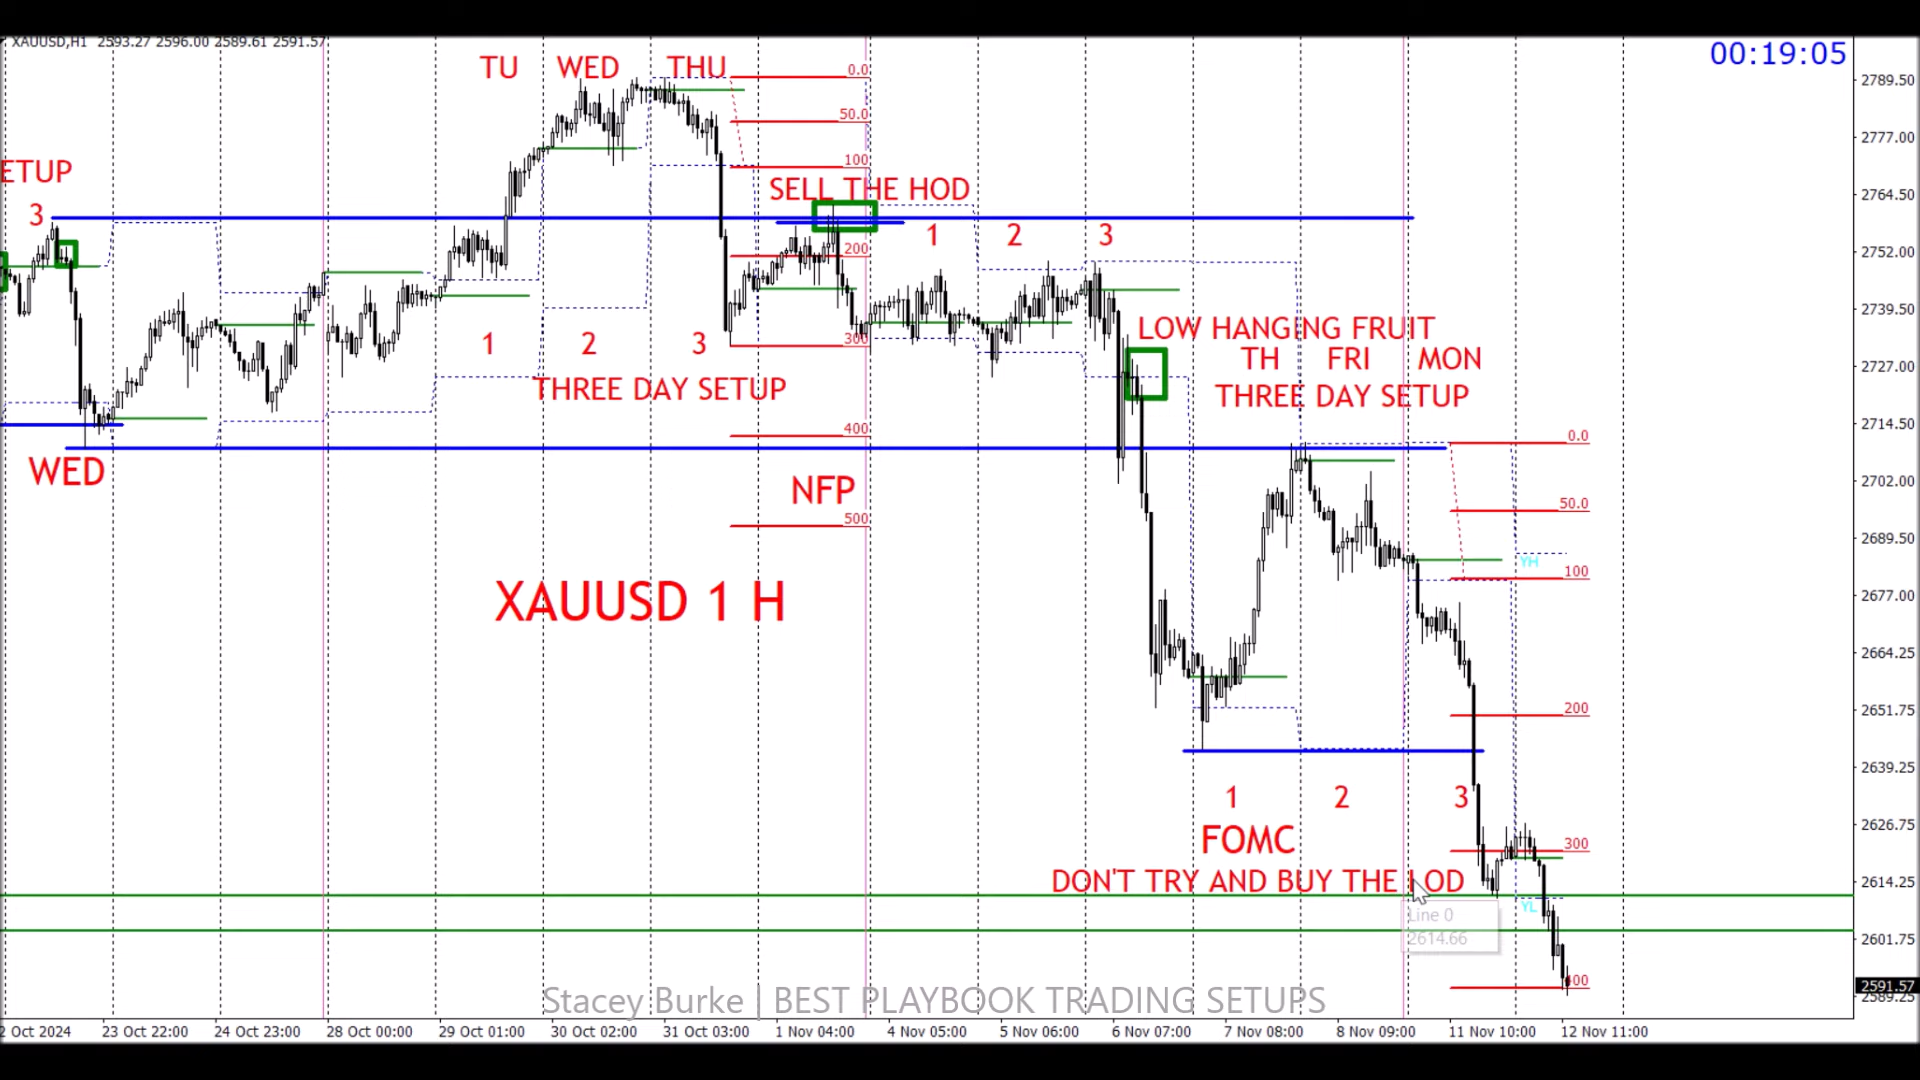 XAUUSD,H1 2593.27 2596.00 2589.61 2591.57
00:19:05
TU WED THU
0.0
50.0
100
200
300
400
500
ETUP
3
SELL THE HOD
1 2 3
1 2 3
THREE DAY SETUP
WED
NFP
XAUUSD 1 H
LOW HANGING FRUIT
TH FRI MON
THREE DAY SETUP
0.0
50.0
YH
100
200
300
1 2 3
FOMC
DON'T TRY AND BUY THE LOD
Line 0
2614.66
YL
Stacey Burke | BEST PLAYBOOK TRADING SETUPS
2789.50
2777.00
2764.50
2752.00
2739.50
2727.00
2714.50
2702.00
2689.50
2677.00
2664.25
2651.75
2639.25
2626.75
2614.25
2601.75
2591.57
2589.25
2 Oct 2024 23 Oct 22:00 24 Oct 23:00 28 Oct 00:00 29 Oct 01:00 30 Oct 02:00 31 Oct 03:00 1 Nov 04:00 4 Nov 05:00 5 Nov 06:00 6 Nov 07:00 7 Nov 08:00 8 Nov 09:00 11 Nov 10:00 12 Nov 11:00